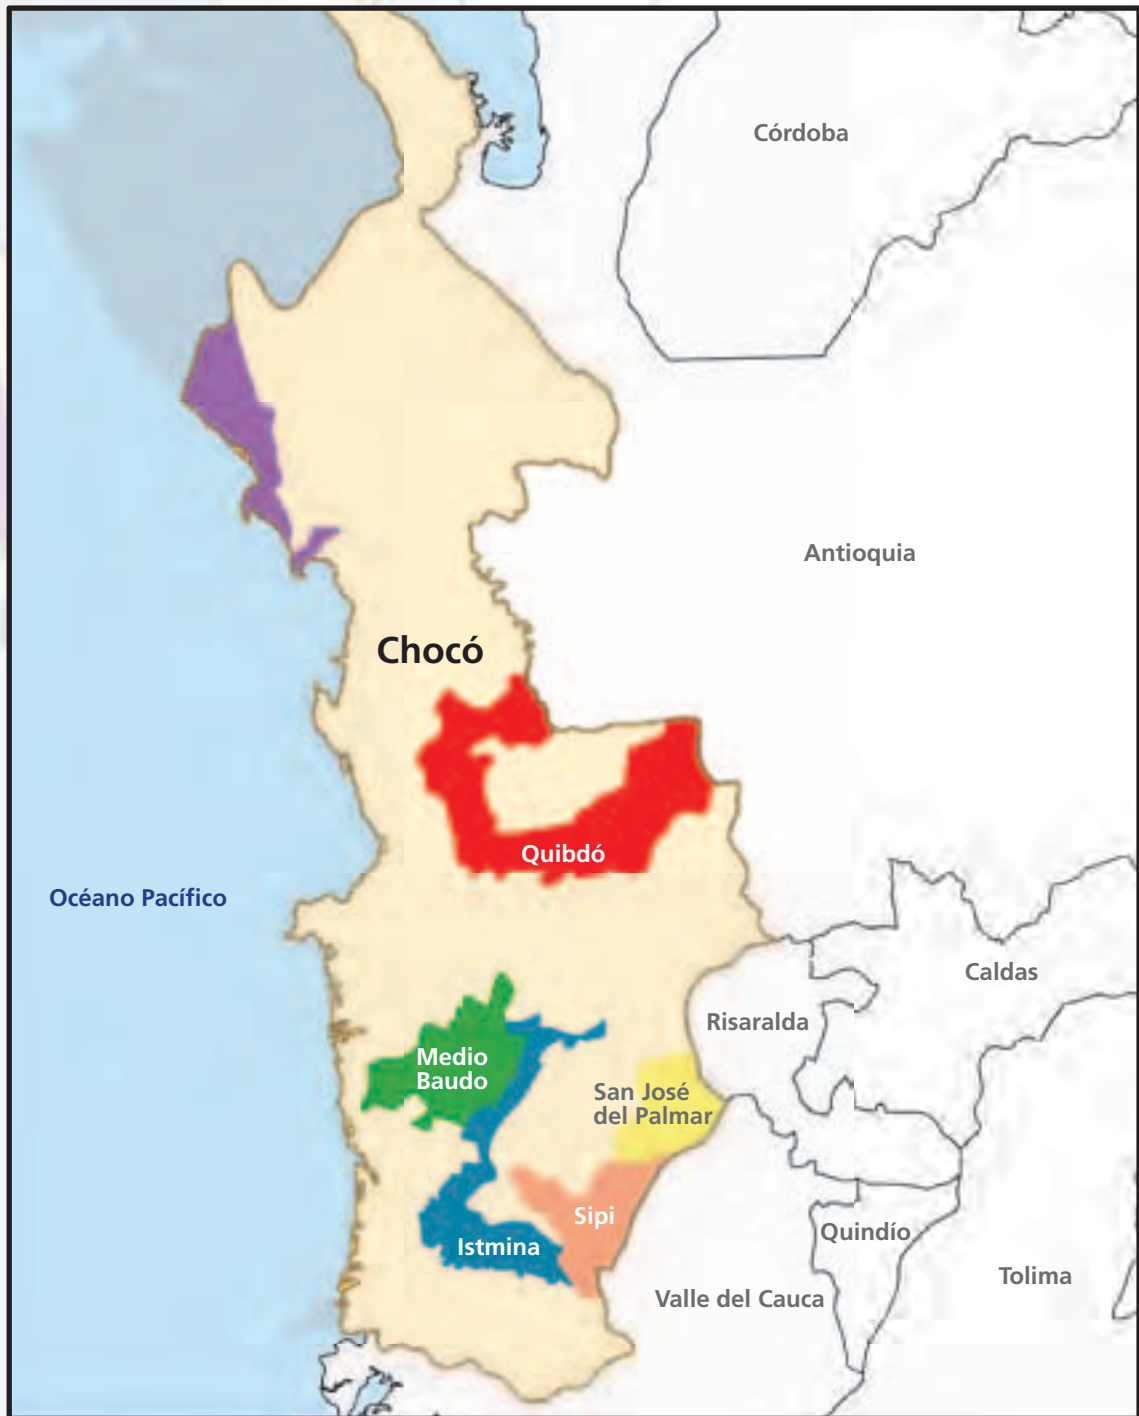 Córdoba
Antioquia
Chocó
Quibdó
Océano Pacífico
Caldas
Risaralda
Medio
Baudo
San José
del Palmar
Sipi
Quindío
Istmina
Tolima
Valle del Cauca